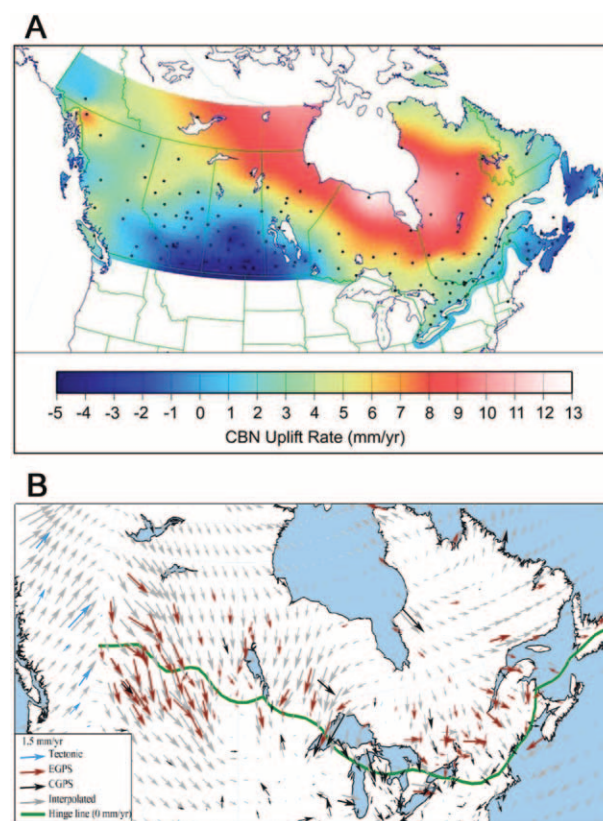 A
-5 -4 -3 -2 -1 0 1 2 3 4 5 6 7 8 9 10 11 12 13
CBN Uplift Rate (mm/yr)
B
1.5 mm/yr
Tectonic
EGPS
CGPS
Interpolated
Hinge line (0 mm/yr)